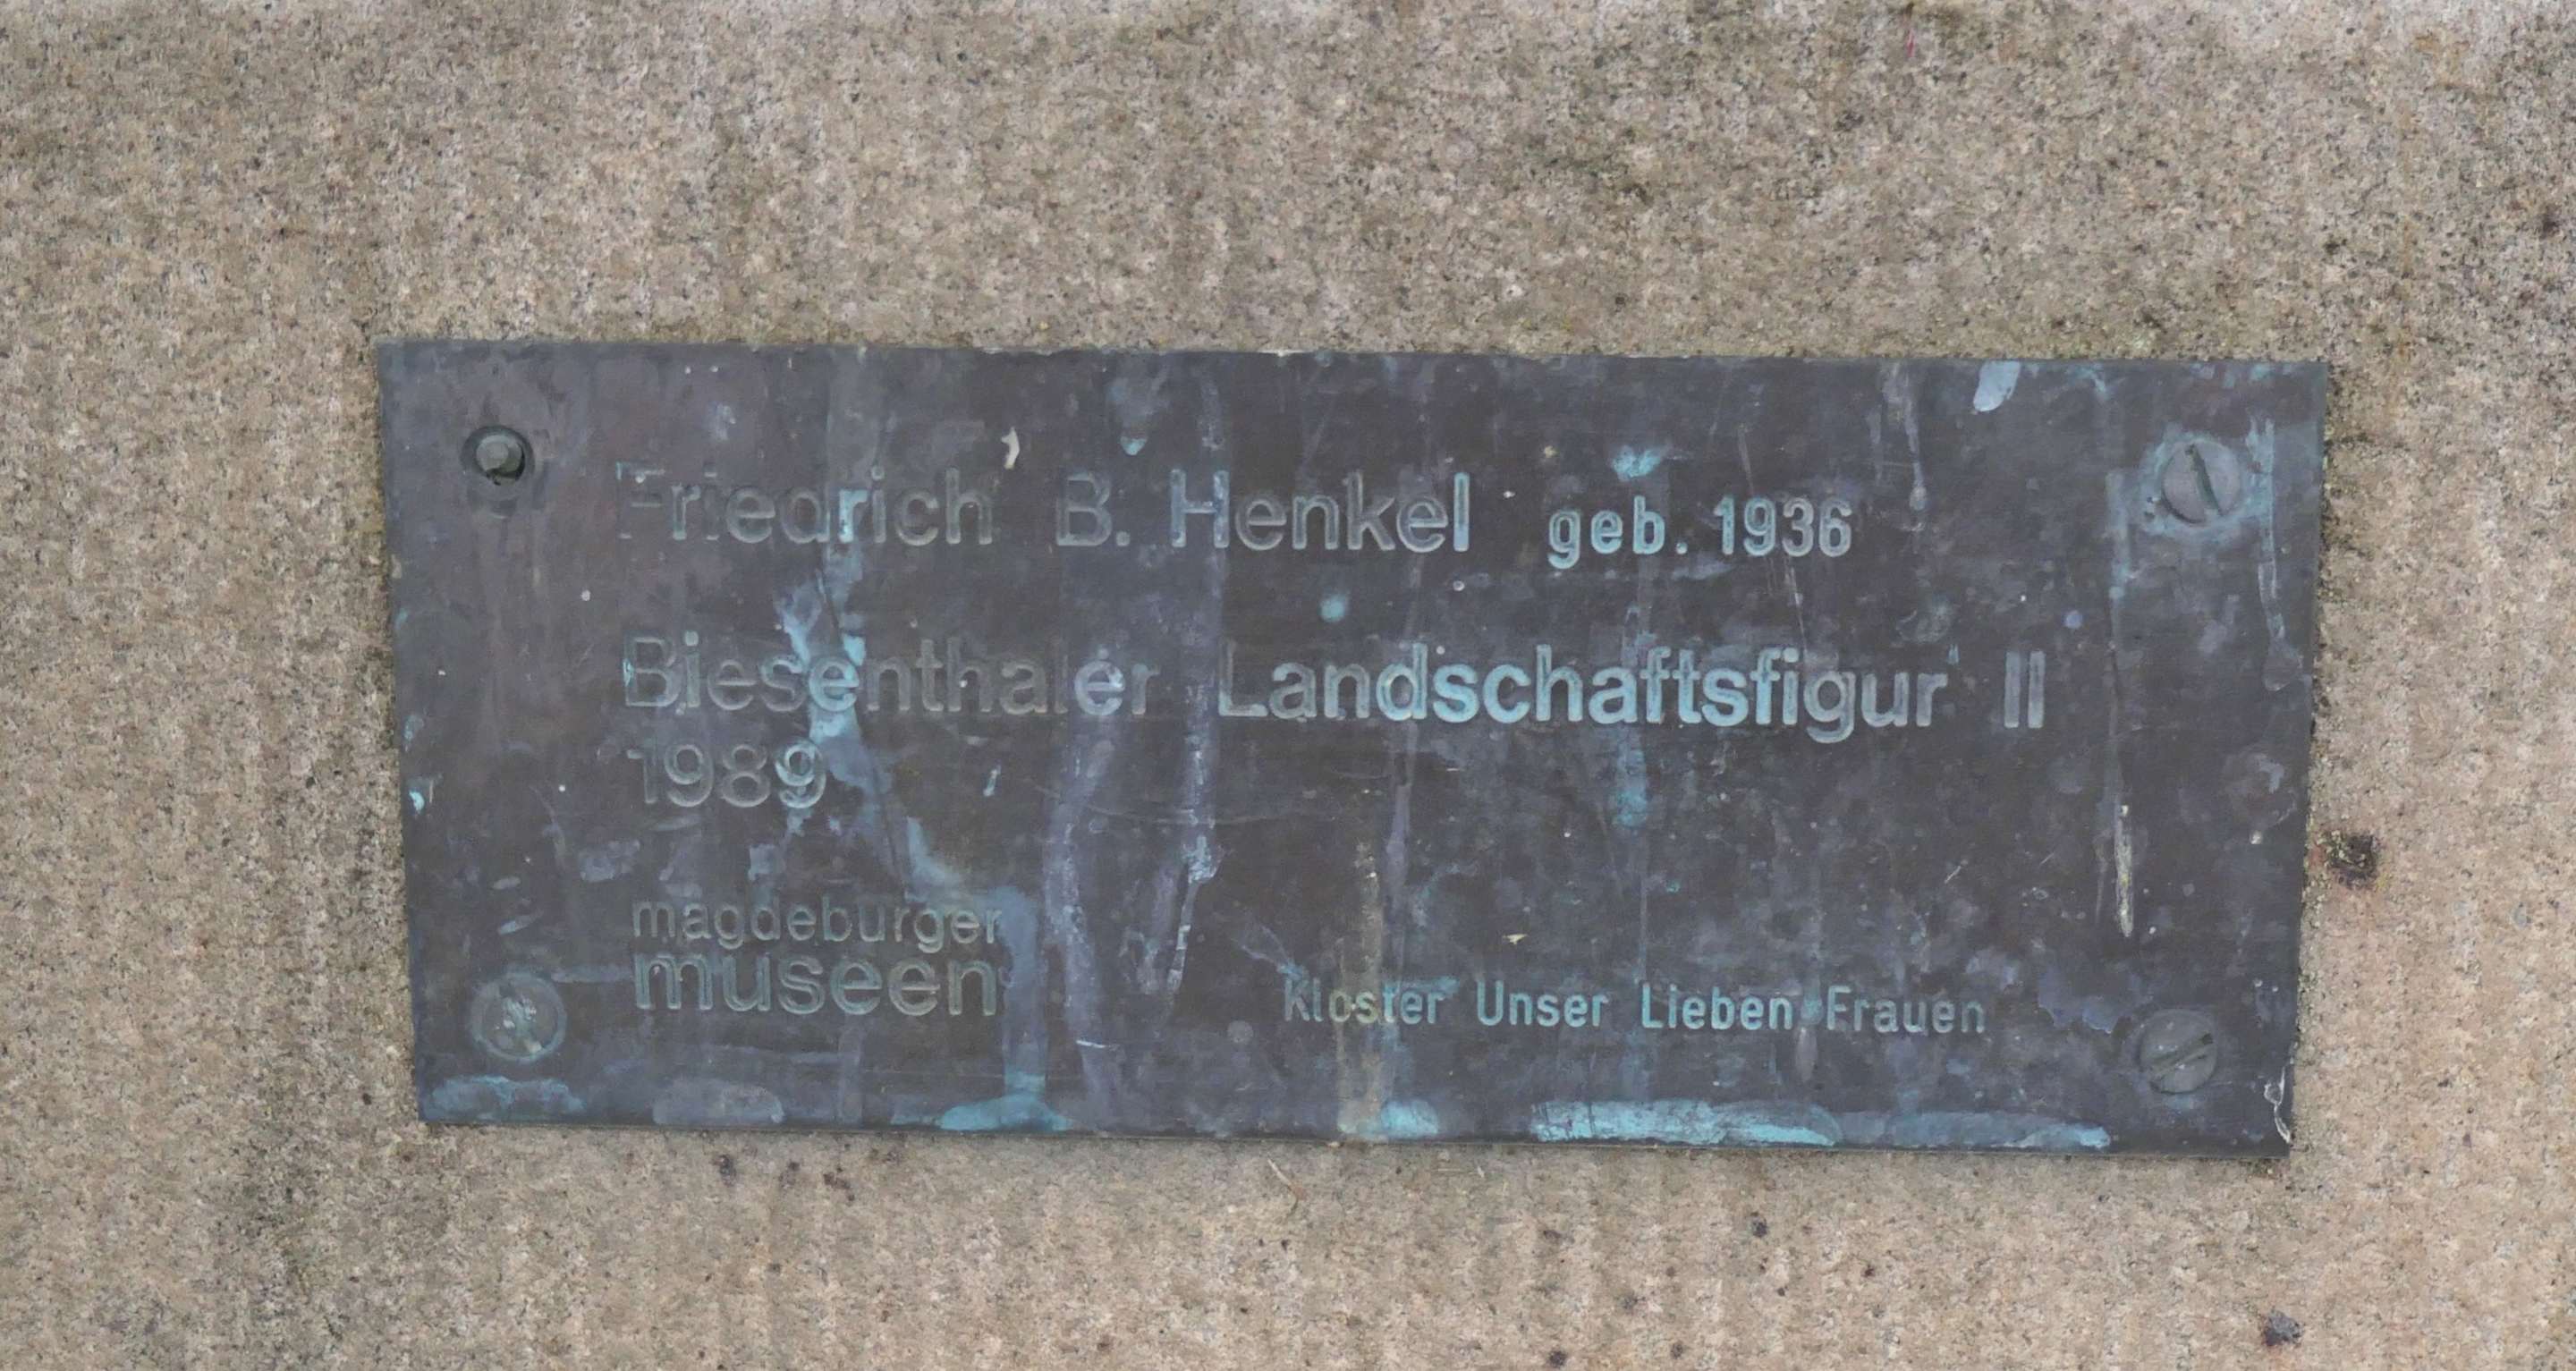 Friedrich B. Henkel geb. 1936
Biesenthaler Landschaftsfigur II
1989
magdeburger
museen
Kloster Unser Lieben Frauen